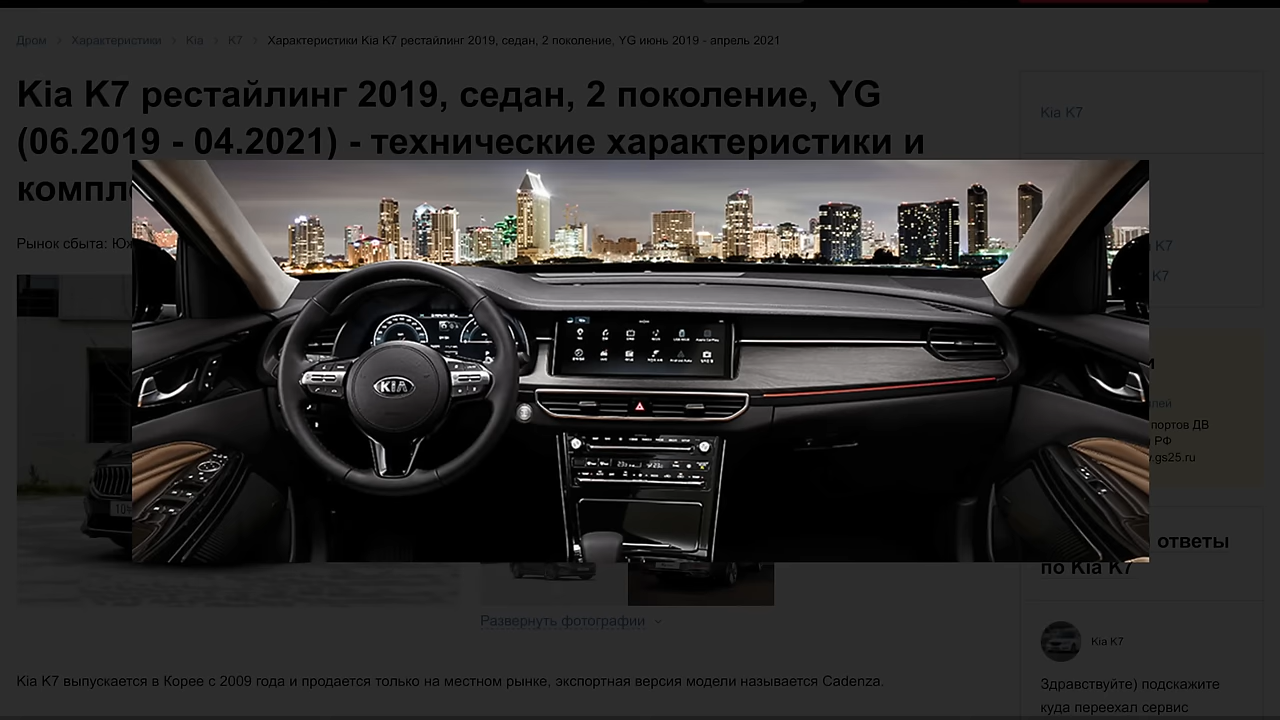 Дром > Характеристики > Kia > K7 > Характеристики Kia K7 рестайлинг 2019, седан, 2 поколение, YG июнь 2019 - апрель 2021
Kia K7 рестайлинг 2019, седан, 2 поколение, YG
(06.2019 - 04.2021) - технические характеристики и
Kia K7
Рынок сбыта:
K7
K7
KIA
портов ДВ
РФ
.gs25.ru
ответы
по Kia K7
Развернуть фотографии
Kia K7
Kia K7 выпускается в Корее с 2009 года и продается только на местном рынке, экспортная версия модели называется Cadenza.
Здравствуйте) подскажите
куда переехал сервис